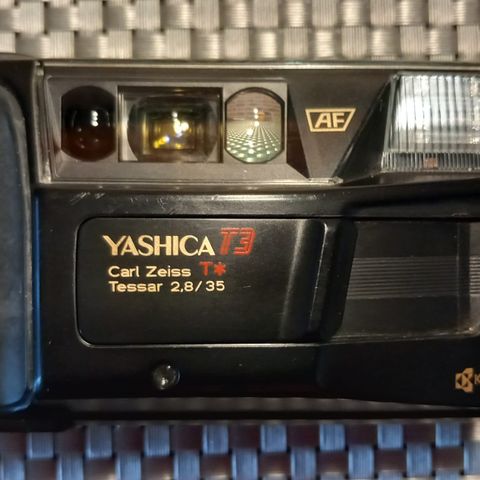 AF
YASHICA T3
Carl Zeiss T*
Tessar 2,8/35
K